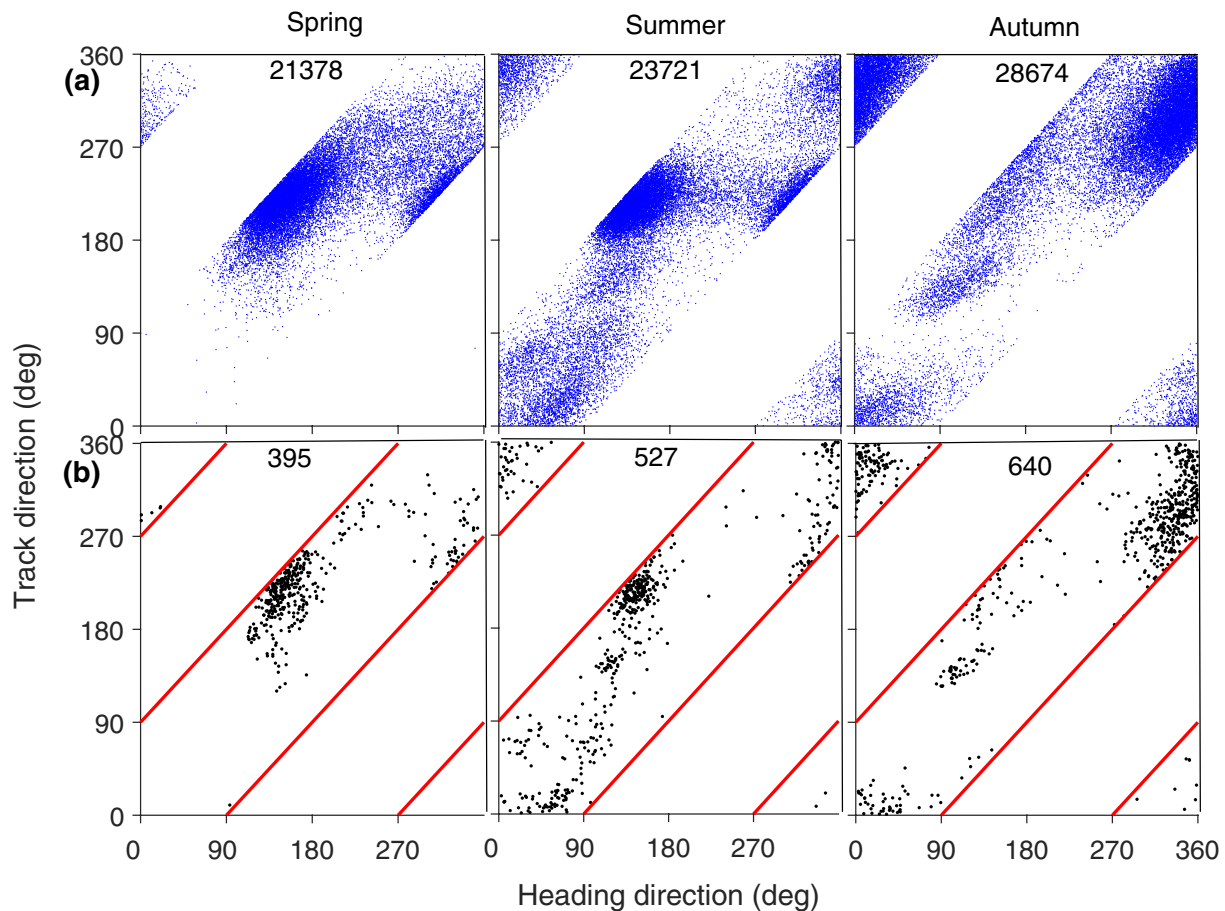 Spring Summer Autumn
(a) 21378 23721 28674
360
270
180
90
0
(b) 395 527 640
360
270
180
90
0
Track direction (deg)
0 90 180 270 0 90 270 0 90 180 270 360
Heading direction (deg)